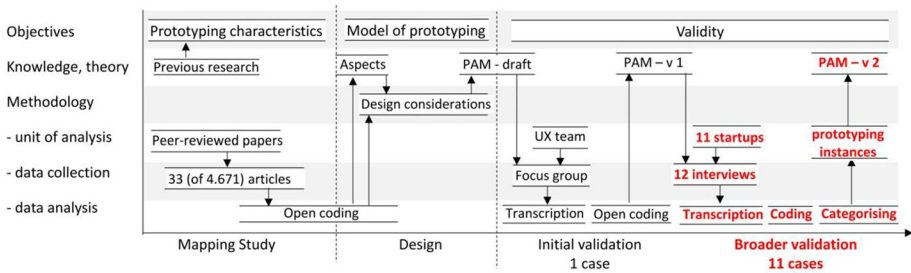 Objectives
Prototyping characteristics
Model of prototyping
Validity
Knowledge, theory
Previous research
Aspects
PAM - draft
PAM – v 1
PAM – v 2
Methodology
Design considerations
- unit of analysis
Peer-reviewed papers
UX team
11 startups
prototyping
instances
- data collection
33 (of 4.671) articles
Focus group
12 interviews
- data analysis
Open coding
Transcription
Open coding
Transcription
Coding
Categorising
Mapping Study
Design
Initial validation
1 case
Broader validation
11 cases